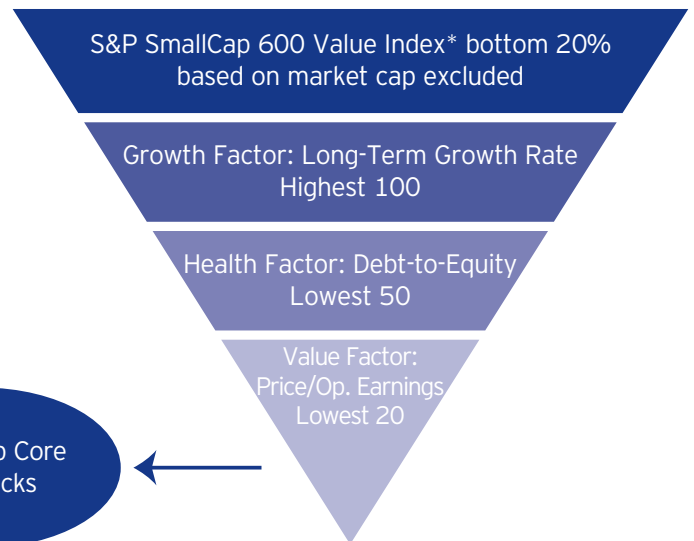 S&P SmallCap 600 Value Index* bottom 20%
based on market cap excluded
Growth Factor: Long-Term Growth Rate
Highest 100
Health Factor: Debt-to-Equity
Lowest 50
Value Factor:
Price/Op. Earnings
Lowest 20
Core